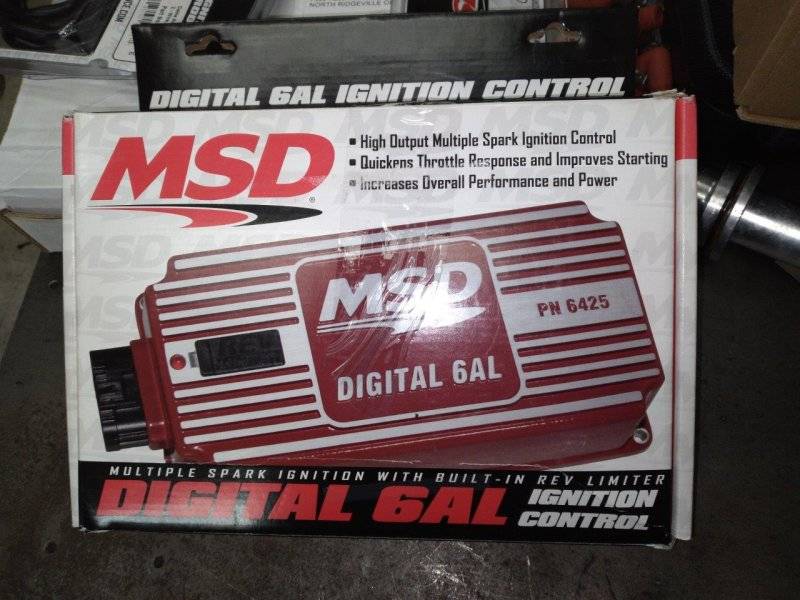 NORTH RIDGEVILLE
DIGITAL 6AL IGNITION CONTROL
MSD
®
▪ High Output Multiple Spark Ignition Control
▪ Quickens Throttle Response and Improves Starting
▪ Increases Overall Performance and Power
MSD
PN 6425
DIGITAL 6AL
MULTIPLE SPARK IGNITION WITH BUILT-IN REV LIMITER
DIGITAL 6AL IGNITION CONTROL